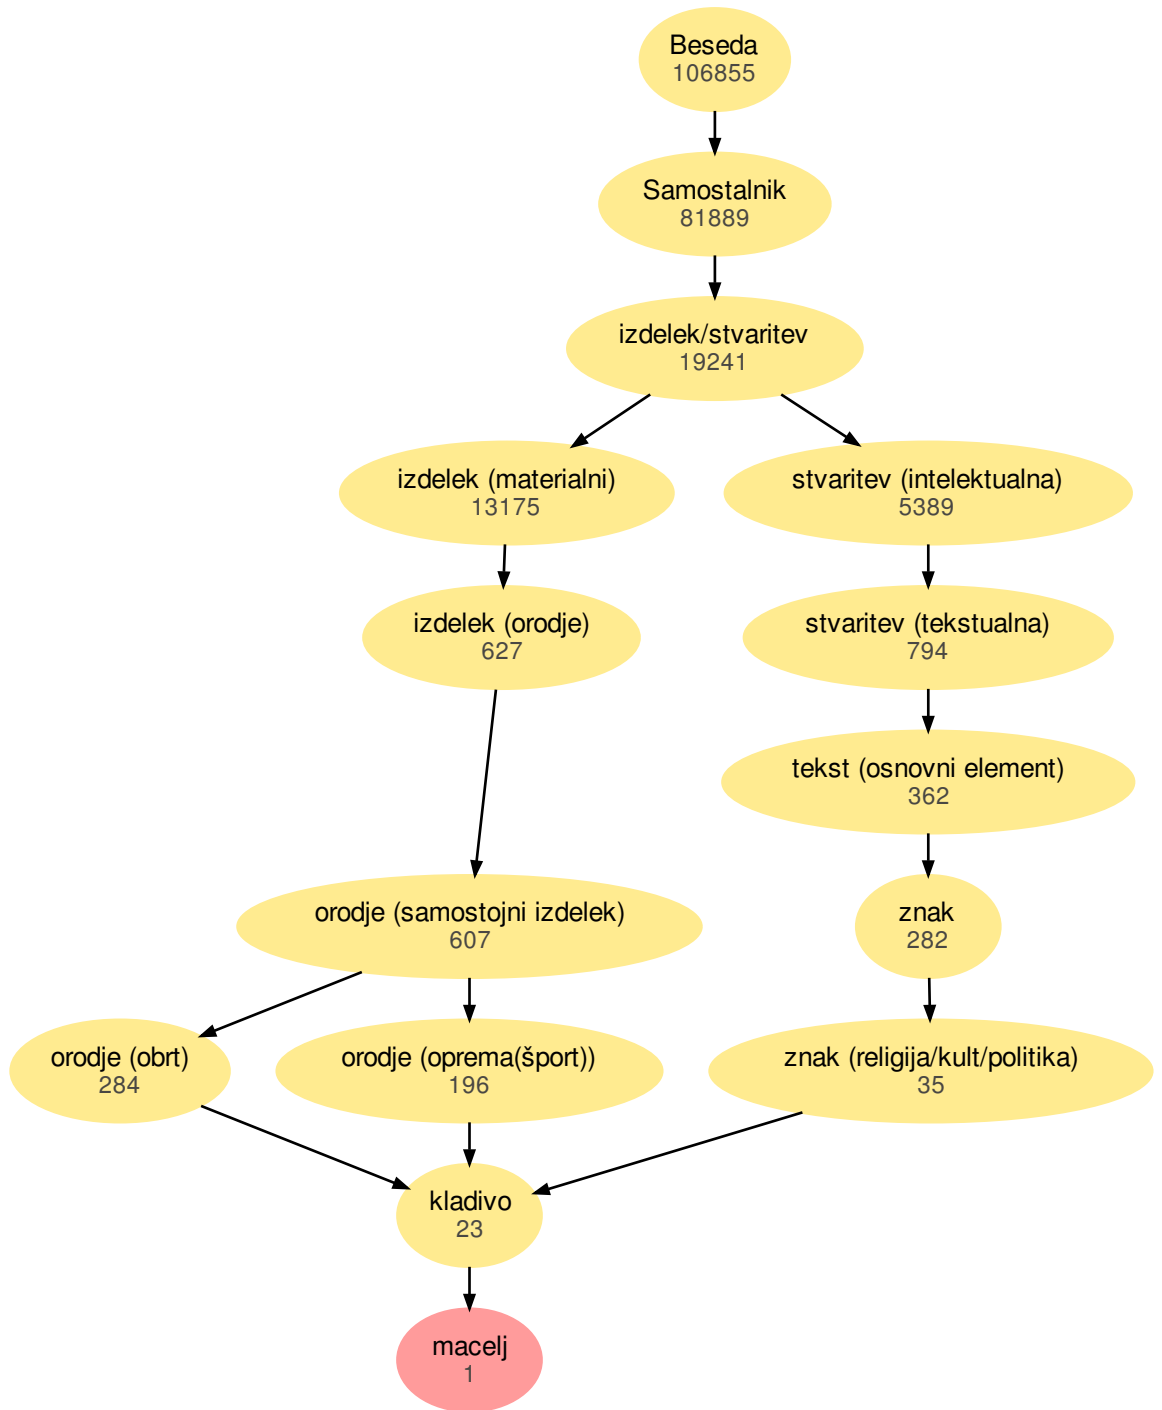 Beseda
106855
Samostalnik
81889
izdelek/stvaritev
19241
izdelek (materialni)
13175
stvaritev (intelektualna)
5389
izdelek (orodje)
627
stvaritev (tekstualna)
794
tekst (osnovni element)
362
orodje (samostojni izdelek)
607
znak
282
orodje (obrt)
284
orodje (oprema(šport))
196
znak (religija/kult/politika)
35
kladivo
23
macelj
1